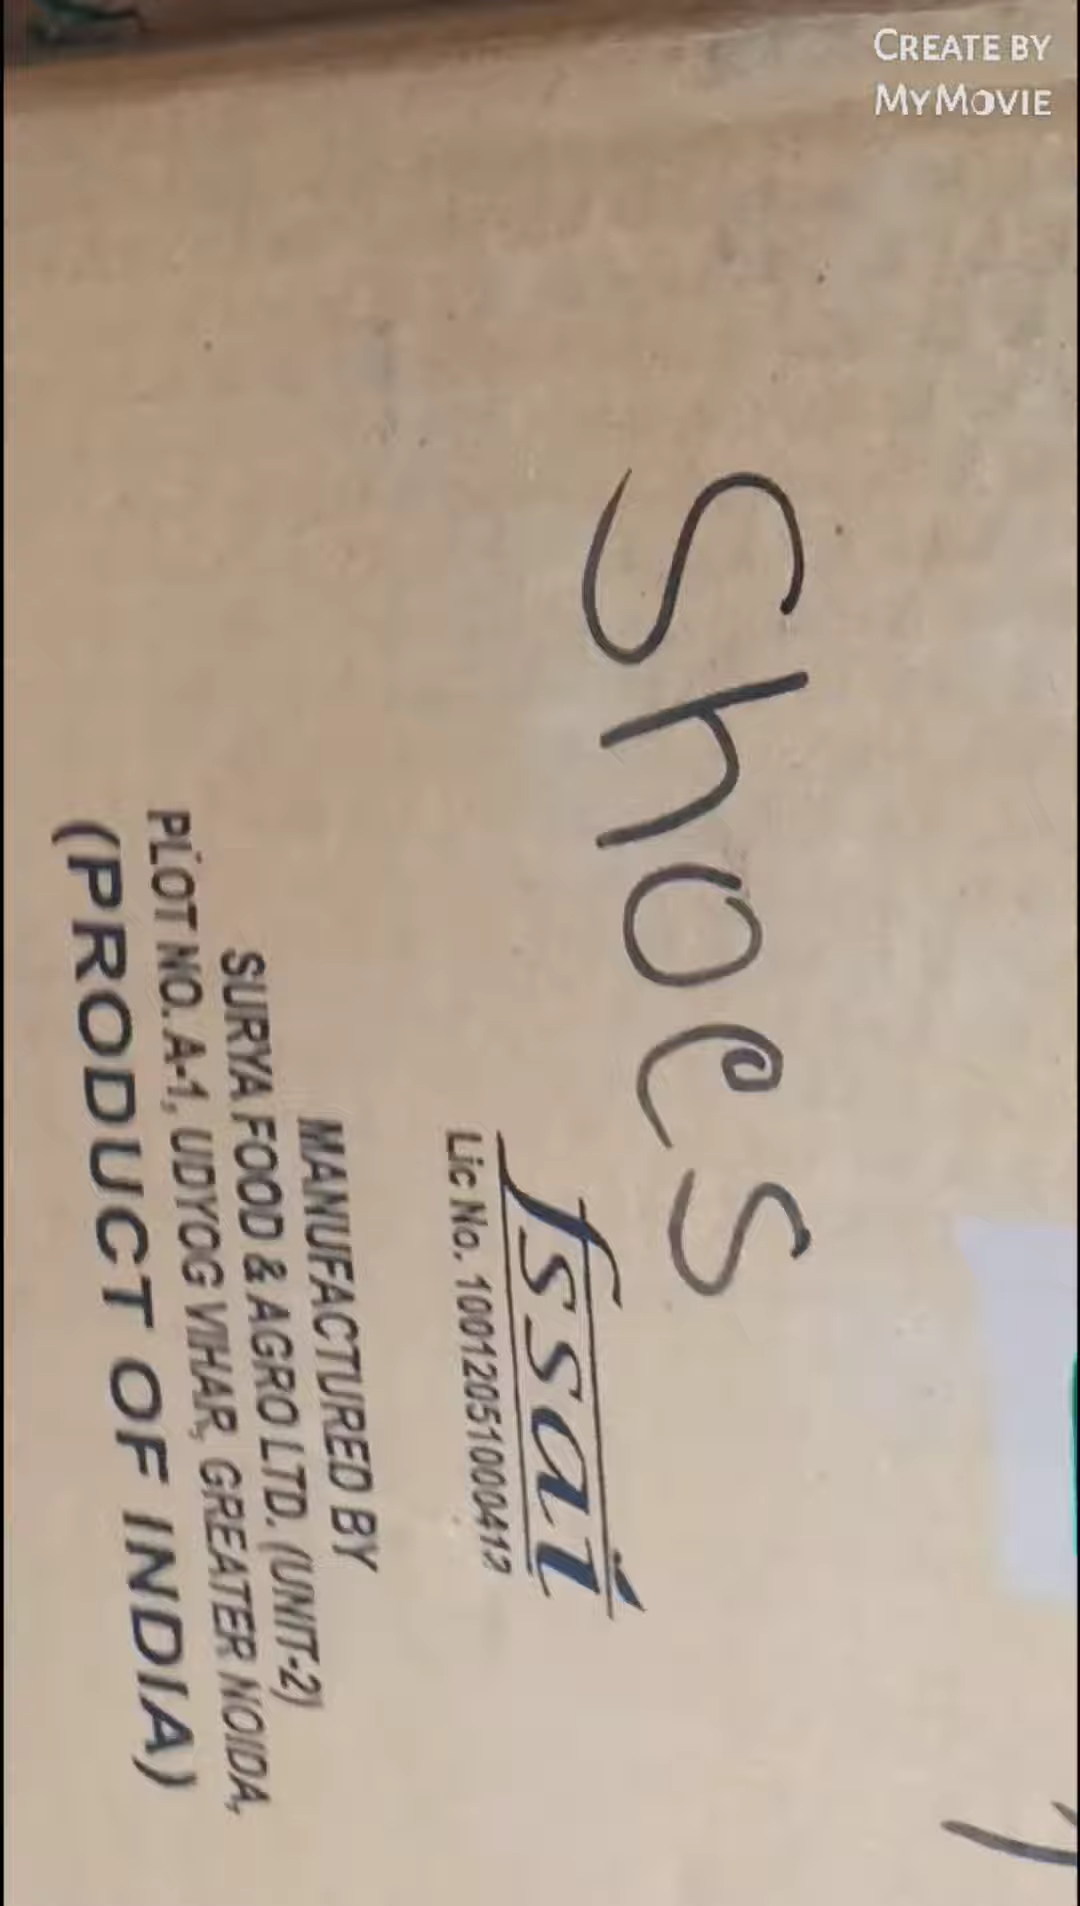 CREATE BY
MYMOVIE
Shoes
fssai
Lic No. 10012051000412
MANUFACTURED BY
SURYA FOOD & AGRO LTD. (UNIT-2)
PLOT NO. A-1, UDYOG VIHAR, GREATER NOIDA,
(PRODUCT OF INDIA)